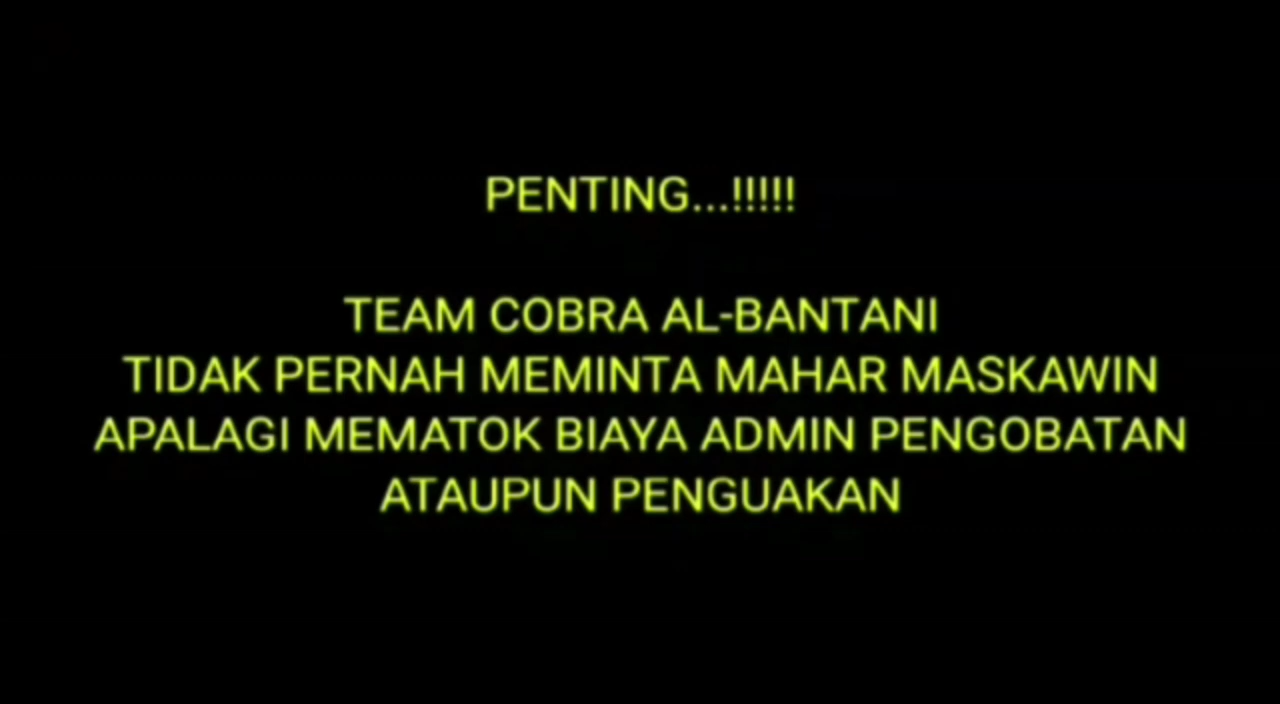 PENTING...!!!!!
TEAM COBRA AL-BANTANI
TIDAK PERNAH MEMINTA MAHAR MASKAWIN
APALAGI MEMATOK BIAYA ADMIN PENGOBATAN
ATAUPUN PENGUAKAN